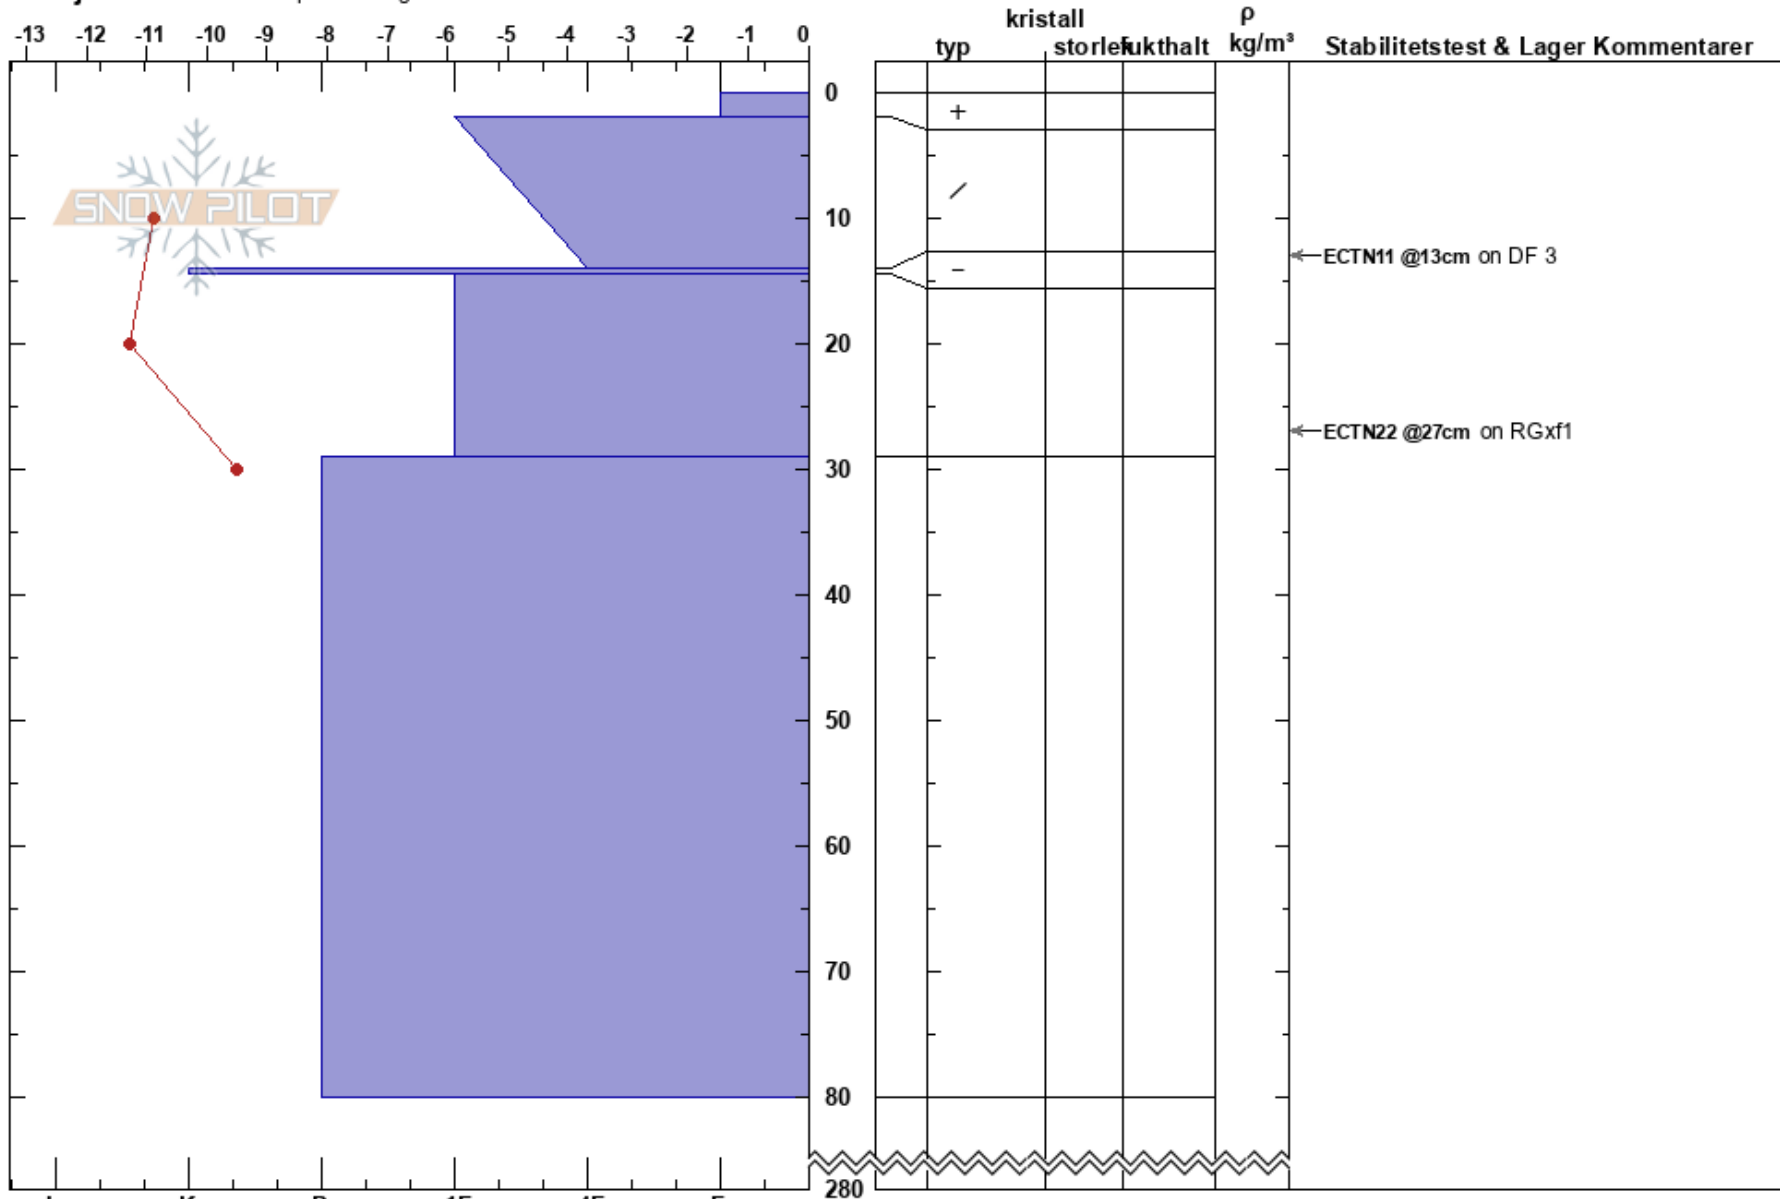 kristall ρ
-13 -12 -11 -10 -9 -8 -7 -6 -5 -4 -3 -2 -1 0
typ storlek fukthalt kg/m³ Stabilitetstest & Lager Kommentarer
0
+
SNOW PILOT
10
ECTN11 @13cm on DF 3
20
ECTN22 @27cm on RGxf1
30
40
50
60
70
80
280